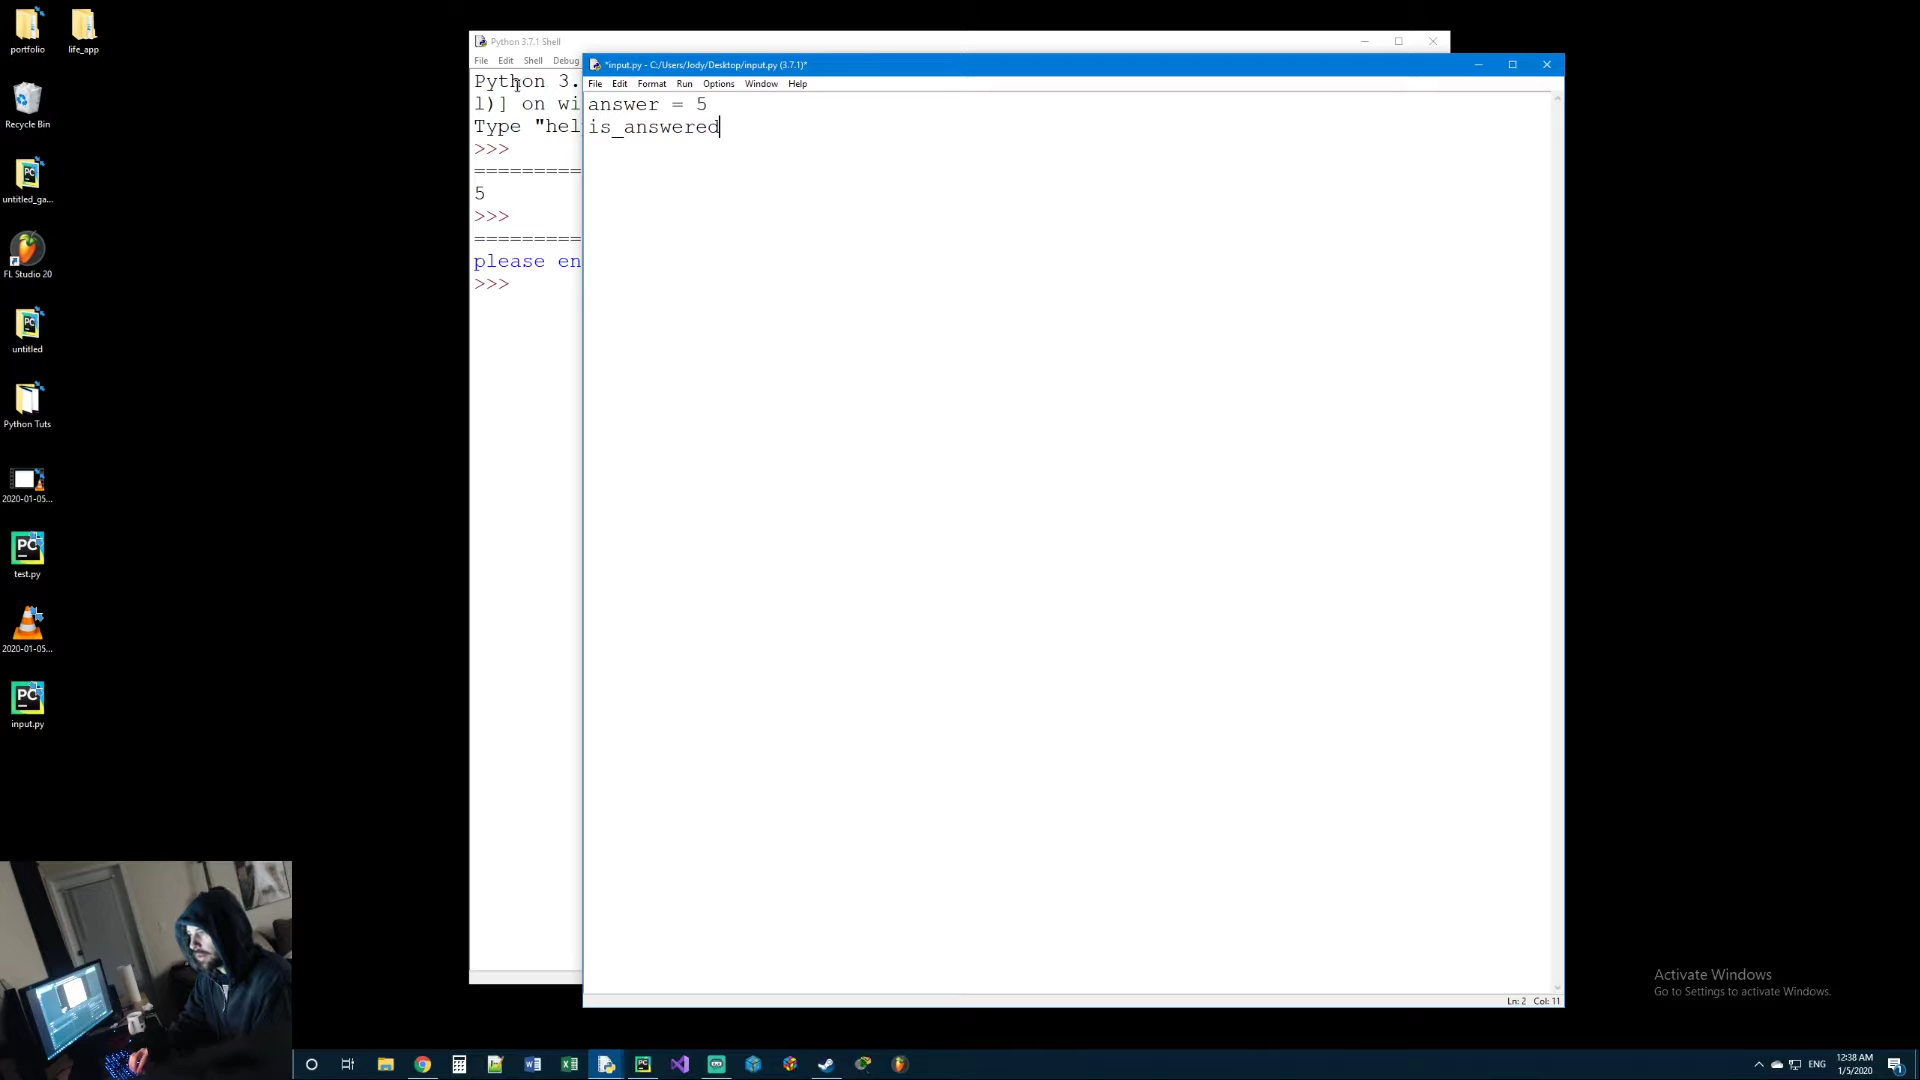 portfolio
life_app
Recycle Bin
untitled_ga...
FL Studio 20
untitled
Python Tuts
2020-01-05...
test.py
2020-01-05...
input.py
Python 3.7.1 Shell
File Edit Shell Debug
Python 3.
l)] on wi
Type "hel
>>>
==========
5
>>>
==========
please en
>>>
*input.py - C:/Users/Jody/Desktop/input.py (3.7.1)*
File Edit Format Run Options Window Help
answer = 5
is_answered
Ln: 2 Col: 11
Activate Windows
Go to Settings to activate Windows.
ENG
12:38 AM
1/5/2020